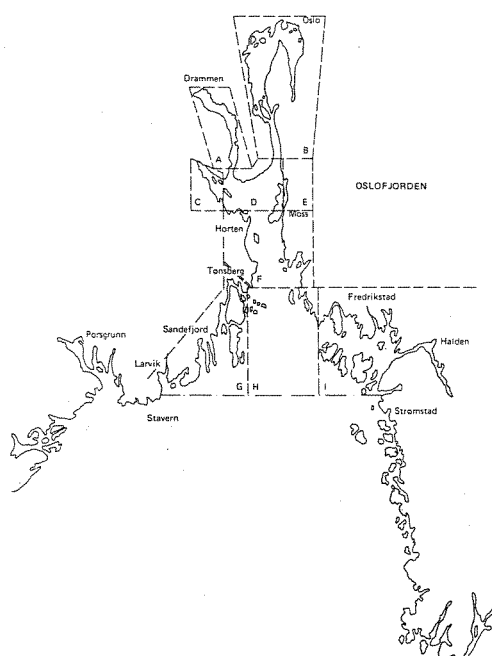 Oslo
Drammen
A
B
OSLOFJORDEN
C
D
E
Moss
Horten
Tønsberg
F
Fredrikstad
Porsgrunn
Sandefjord
Halden
Larvik
G
H
I
Stavern
Strømstad